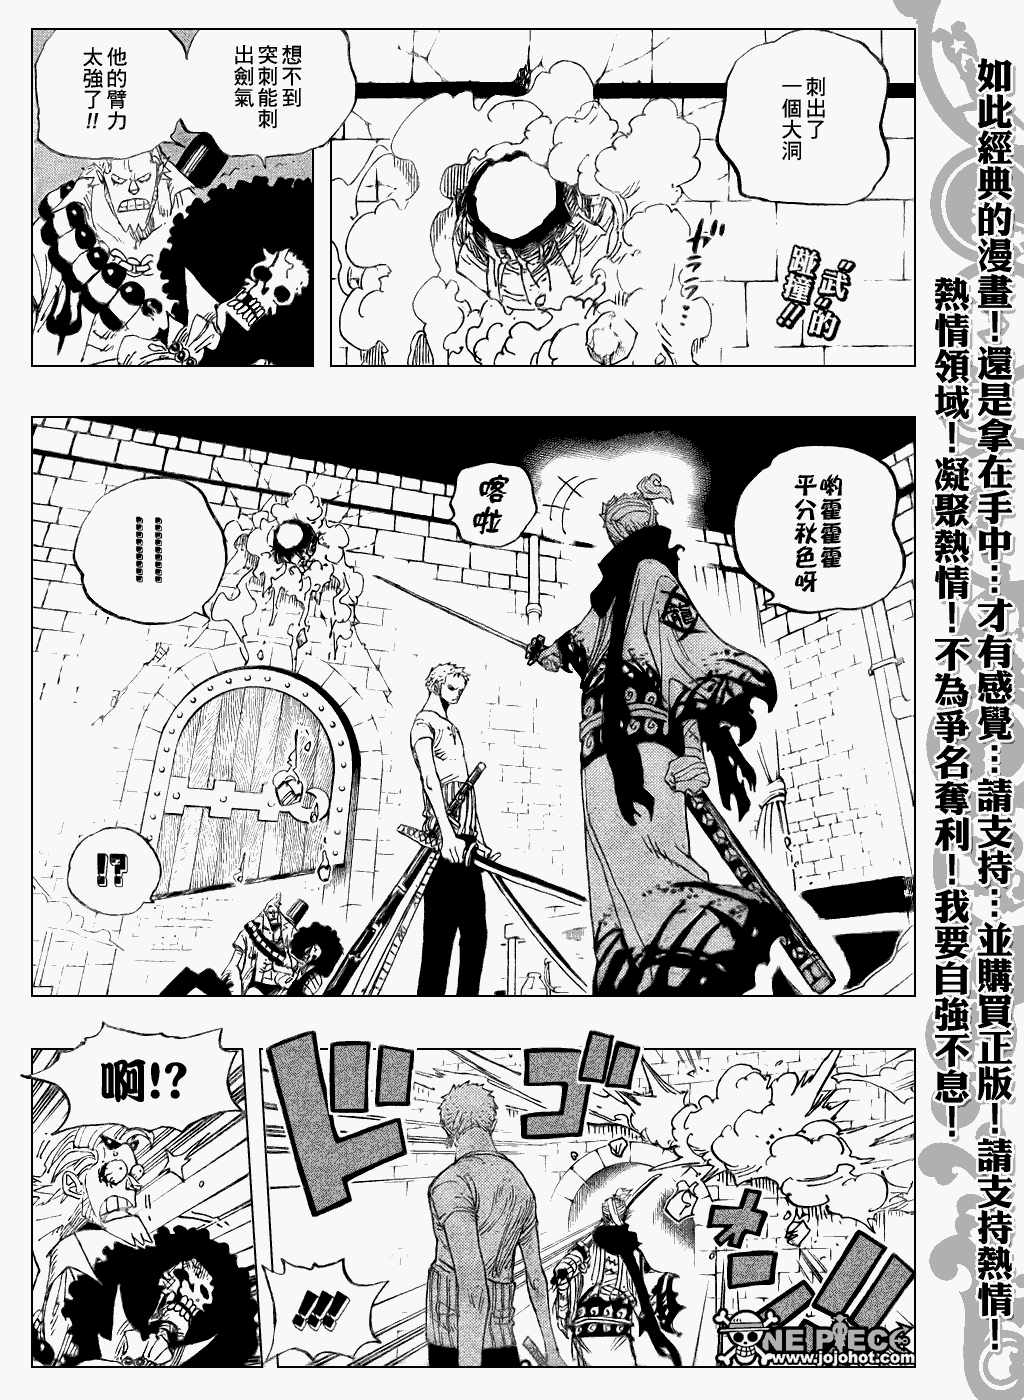 刺出了
一個大洞
"武"的
碰撞!!
ガラ……
想不到
突刺能刺
出劍氣
他的臂力
太強了!!
喲霍霍霍
平分秋色呀
喀
啦
!!!!!!!!
!?
ドゴォン
!!!
啊!?
ONE PIECE
www.jojohot.com
如此經典的漫畫!還是拿在手中…才有感覺…請支持…並購買正版!請支持熱情!
熱情領域!凝聚熱情!不為爭名奪利!我要自強不息!